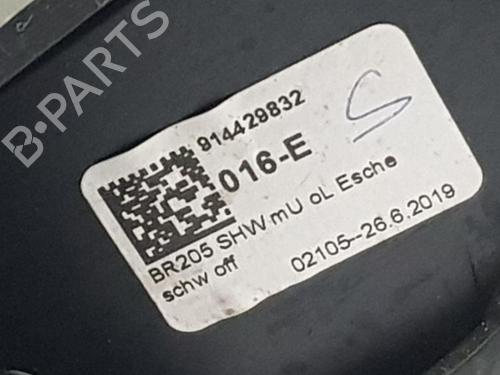 B-PARTS
914429832
016-E
S
BR205 SHW mU oL Esche
schw off
02105--26.6.2019